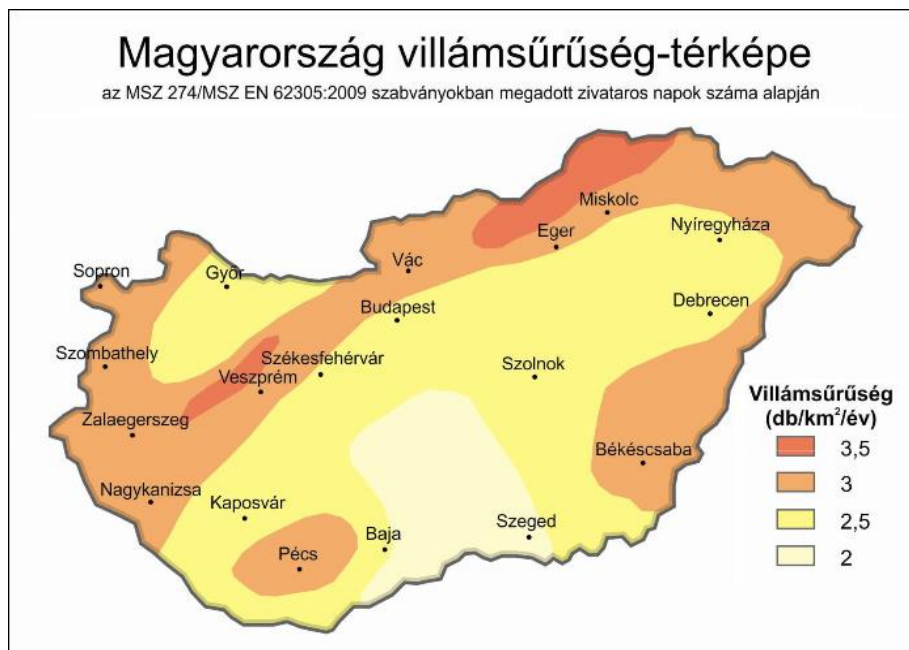 Magyarország villámsűrűség-térképe
az MSZ 274/MSZ EN 62305:2009 szabványokban megadott zivataros napok száma alapján
Miskolc
Nyíregyháza
Eger
Vác
Sopron
Győr
Debrecen
Budapest
Szombathely
Székesfehérvár
Szolnok
Veszprém
Villámsűrűség
(db/km²/év)
Zalaegerszeg
3,5
Békéscsaba
3
Nagykanizsa
Kaposvár
2,5
Szeged
Baja
Pécs
2